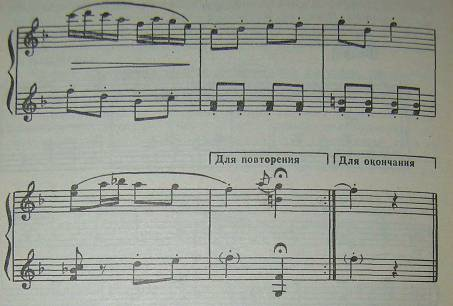 Для повторения
Для окончания